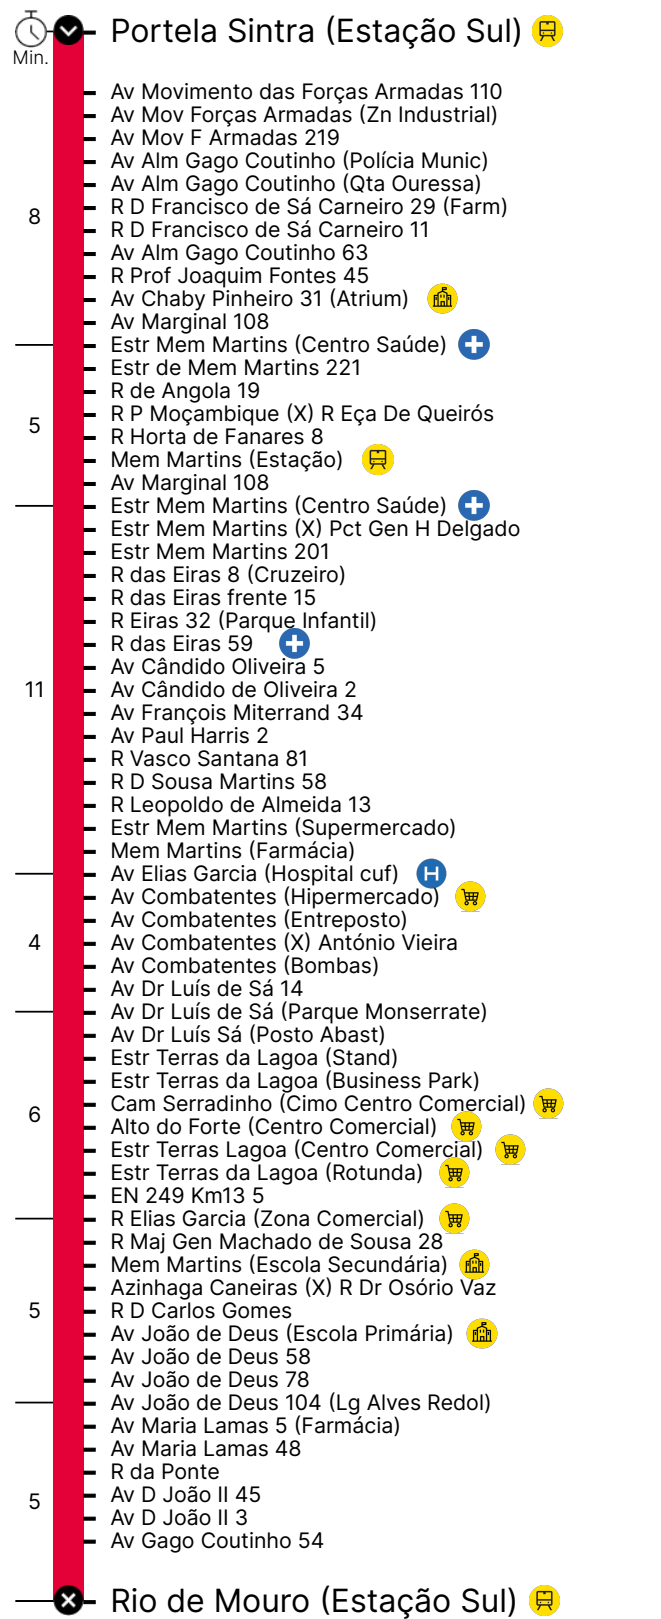 Portela Sintra (Estação Sul)
Min.
Av Movimento das Forças Armadas 110
Av Mov Forças Armadas (Zn Industrial)
Av Mov F Armadas 219
Av Alm Gago Coutinho (Polícia Munic)
Av Alm Gago Coutinho (Qta Ouressa)
R D Francisco de Sá Carneiro 29 (Farm)
8
R D Francisco de Sá Carneiro 11
Av Alm Gago Coutinho 63
R Prof Joaquim Fontes 45
Av Chaby Pinheiro 31 (Atrium)
Av Marginal 108
Estr Mem Martins (Centro Saúde)
Estr de Mem Martins 221
R de Angola 19
R P Moçambique (X) R Eça De Queirós
5
R Horta de Fanares 8
Mem Martins (Estação)
Av Marginal 108
Estr Mem Martins (Centro Saúde)
Estr Mem Martins (X) Pct Gen H Delgado
Estr Mem Martins 201
R das Eiras 8 (Cruzeiro)
R das Eiras frente 15
R Eiras 32 (Parque Infantil)
R das Eiras 59
Av Cândido Oliveira 5
11
Av Cândido de Oliveira 2
Av François Miterrand 34
Av Paul Harris 2
R Vasco Santana 81
R D Sousa Martins 58
R Leopoldo de Almeida 13
Estr Mem Martins (Supermercado)
Mem Martins (Farmácia)
Av Elias Garcia (Hospital cuf)
H
Av Combatentes (Hipermercado)
Av Combatentes (Entreposto)
4
Av Combatentes (X) António Vieira
Av Combatentes (Bombas)
Av Dr Luís de Sá 14
Av Dr Luís de Sá (Parque Monserrate)
Av Dr Luís Sá (Posto Abast)
Estr Terras da Lagoa (Stand)
Estr Terras da Lagoa (Business Park)
Cam Serradinho (Cimo Centro Comercial)
6
Alto do Forte (Centro Comercial)
Estr Terras Lagoa (Centro Comercial)
Estr Terras da Lagoa (Rotunda)
EN 249 Km13 5
R Elias Garcia (Zona Comercial)
R Maj Gen Machado de Sousa 28
Mem Martins (Escola Secundária)
Azinhaga Caneiras (X) R Dr Osório Vaz
5
R D Carlos Gomes
Av João de Deus (Escola Primária)
Av João de Deus 58
Av João de Deus 78
Av João de Deus 104 (Lg Alves Redol)
Av Maria Lamas 5 (Farmácia)
Av Maria Lamas 48
R da Ponte
5
Av D João II 45
Av D João II 3
Av Gago Coutinho 54
Rio de Mouro (Estação Sul)